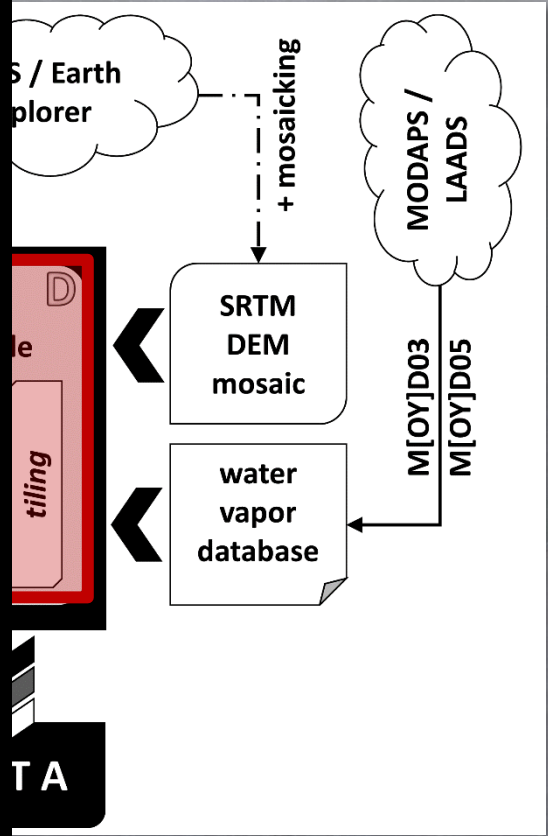 S / Earth
plorer
+ mosaicking
MODAPS /
LAADS
D
le
SRTM
DEM
mosaic
M[OY]D03
M[OY]D05
tiling
water
vapor
database
T A